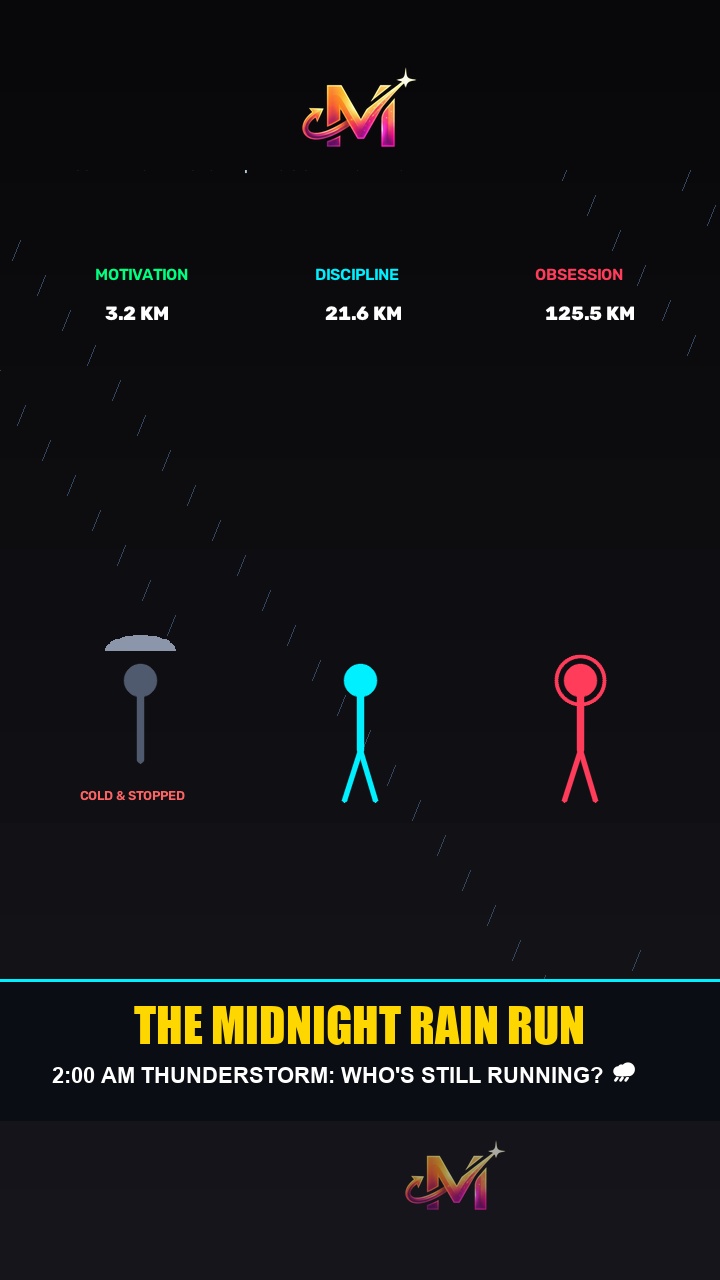 M
MOTIVATION DISCIPLINE OBSESSION
3.2 KM 21.6 KM 125.5 KM
COLD & STOPPED
THE MIDNIGHT RAIN RUN
2:00 AM THUNDERSTORM: WHO'S STILL RUNNING? 🌧
M